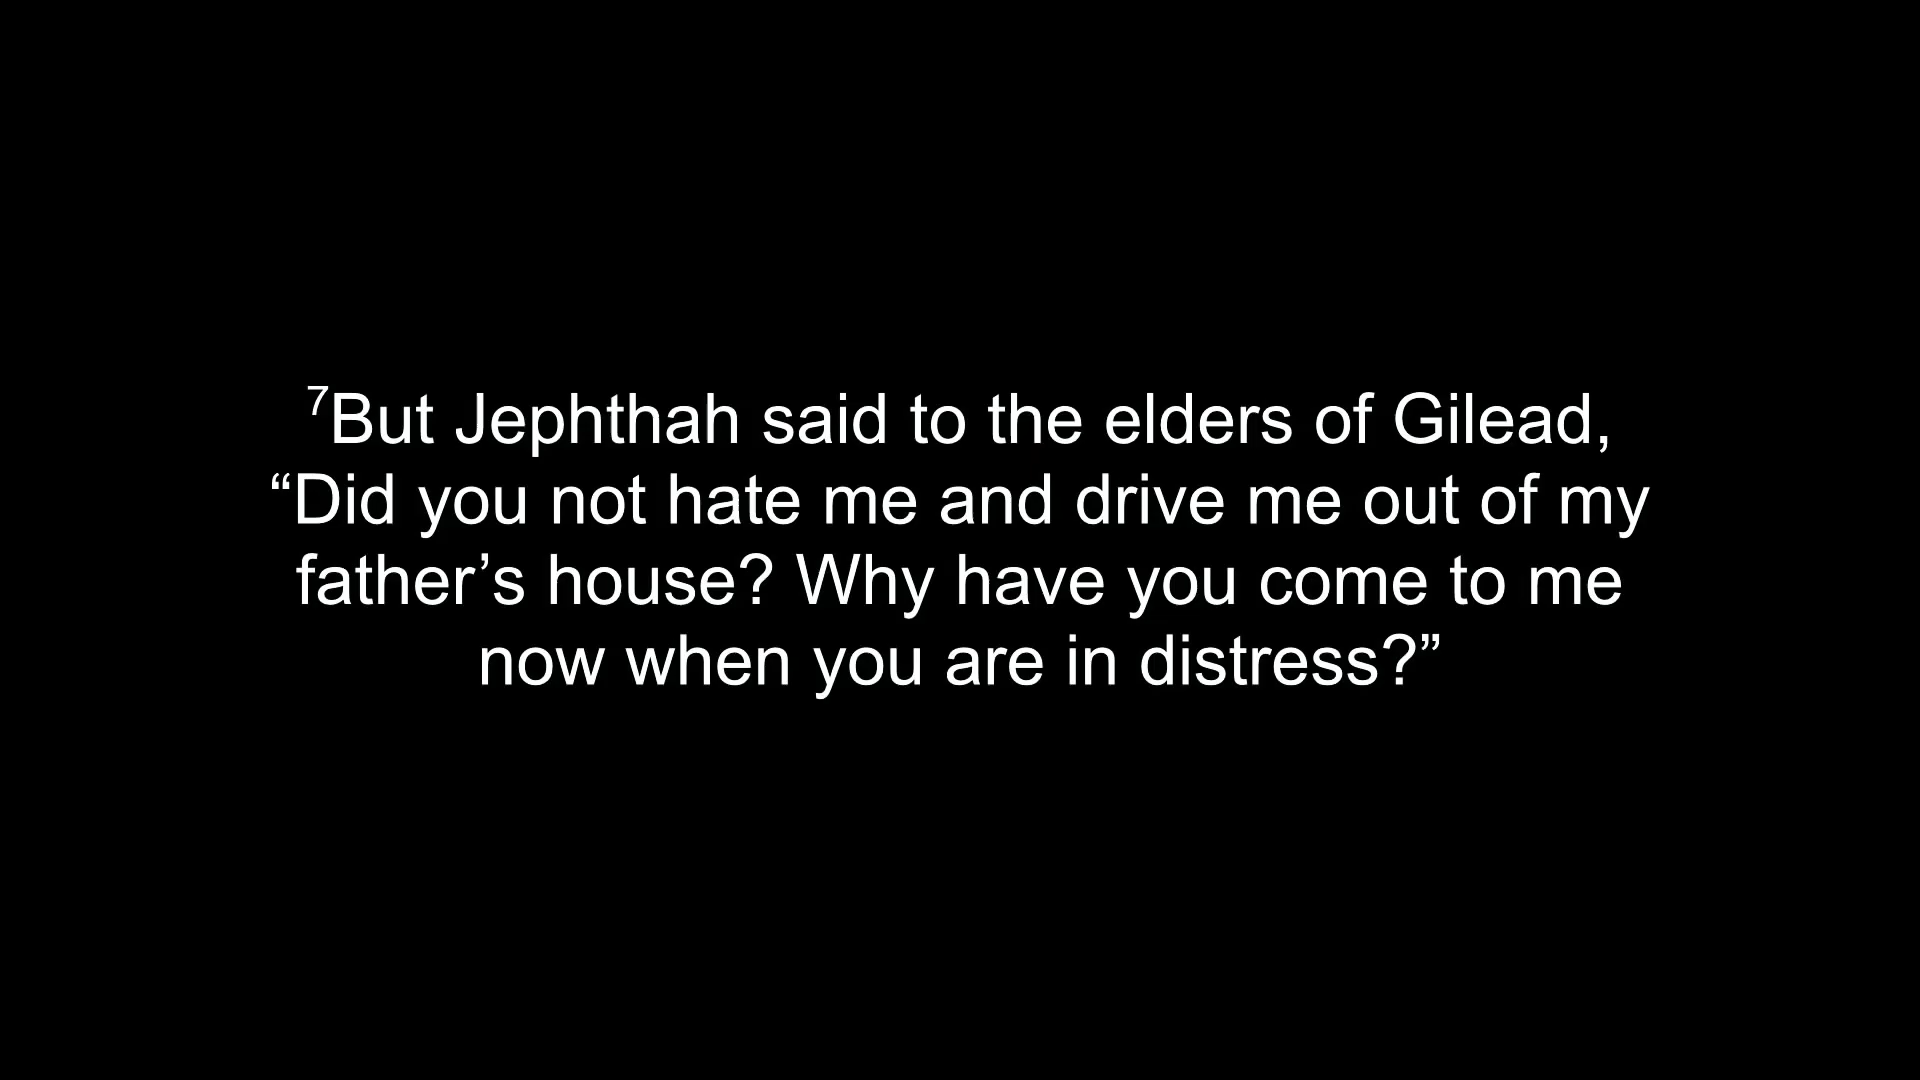 ⁷But Jephthah said to the elders of Gilead,
“Did you not hate me and drive me out of my
father’s house? Why have you come to me
now when you are in distress?”